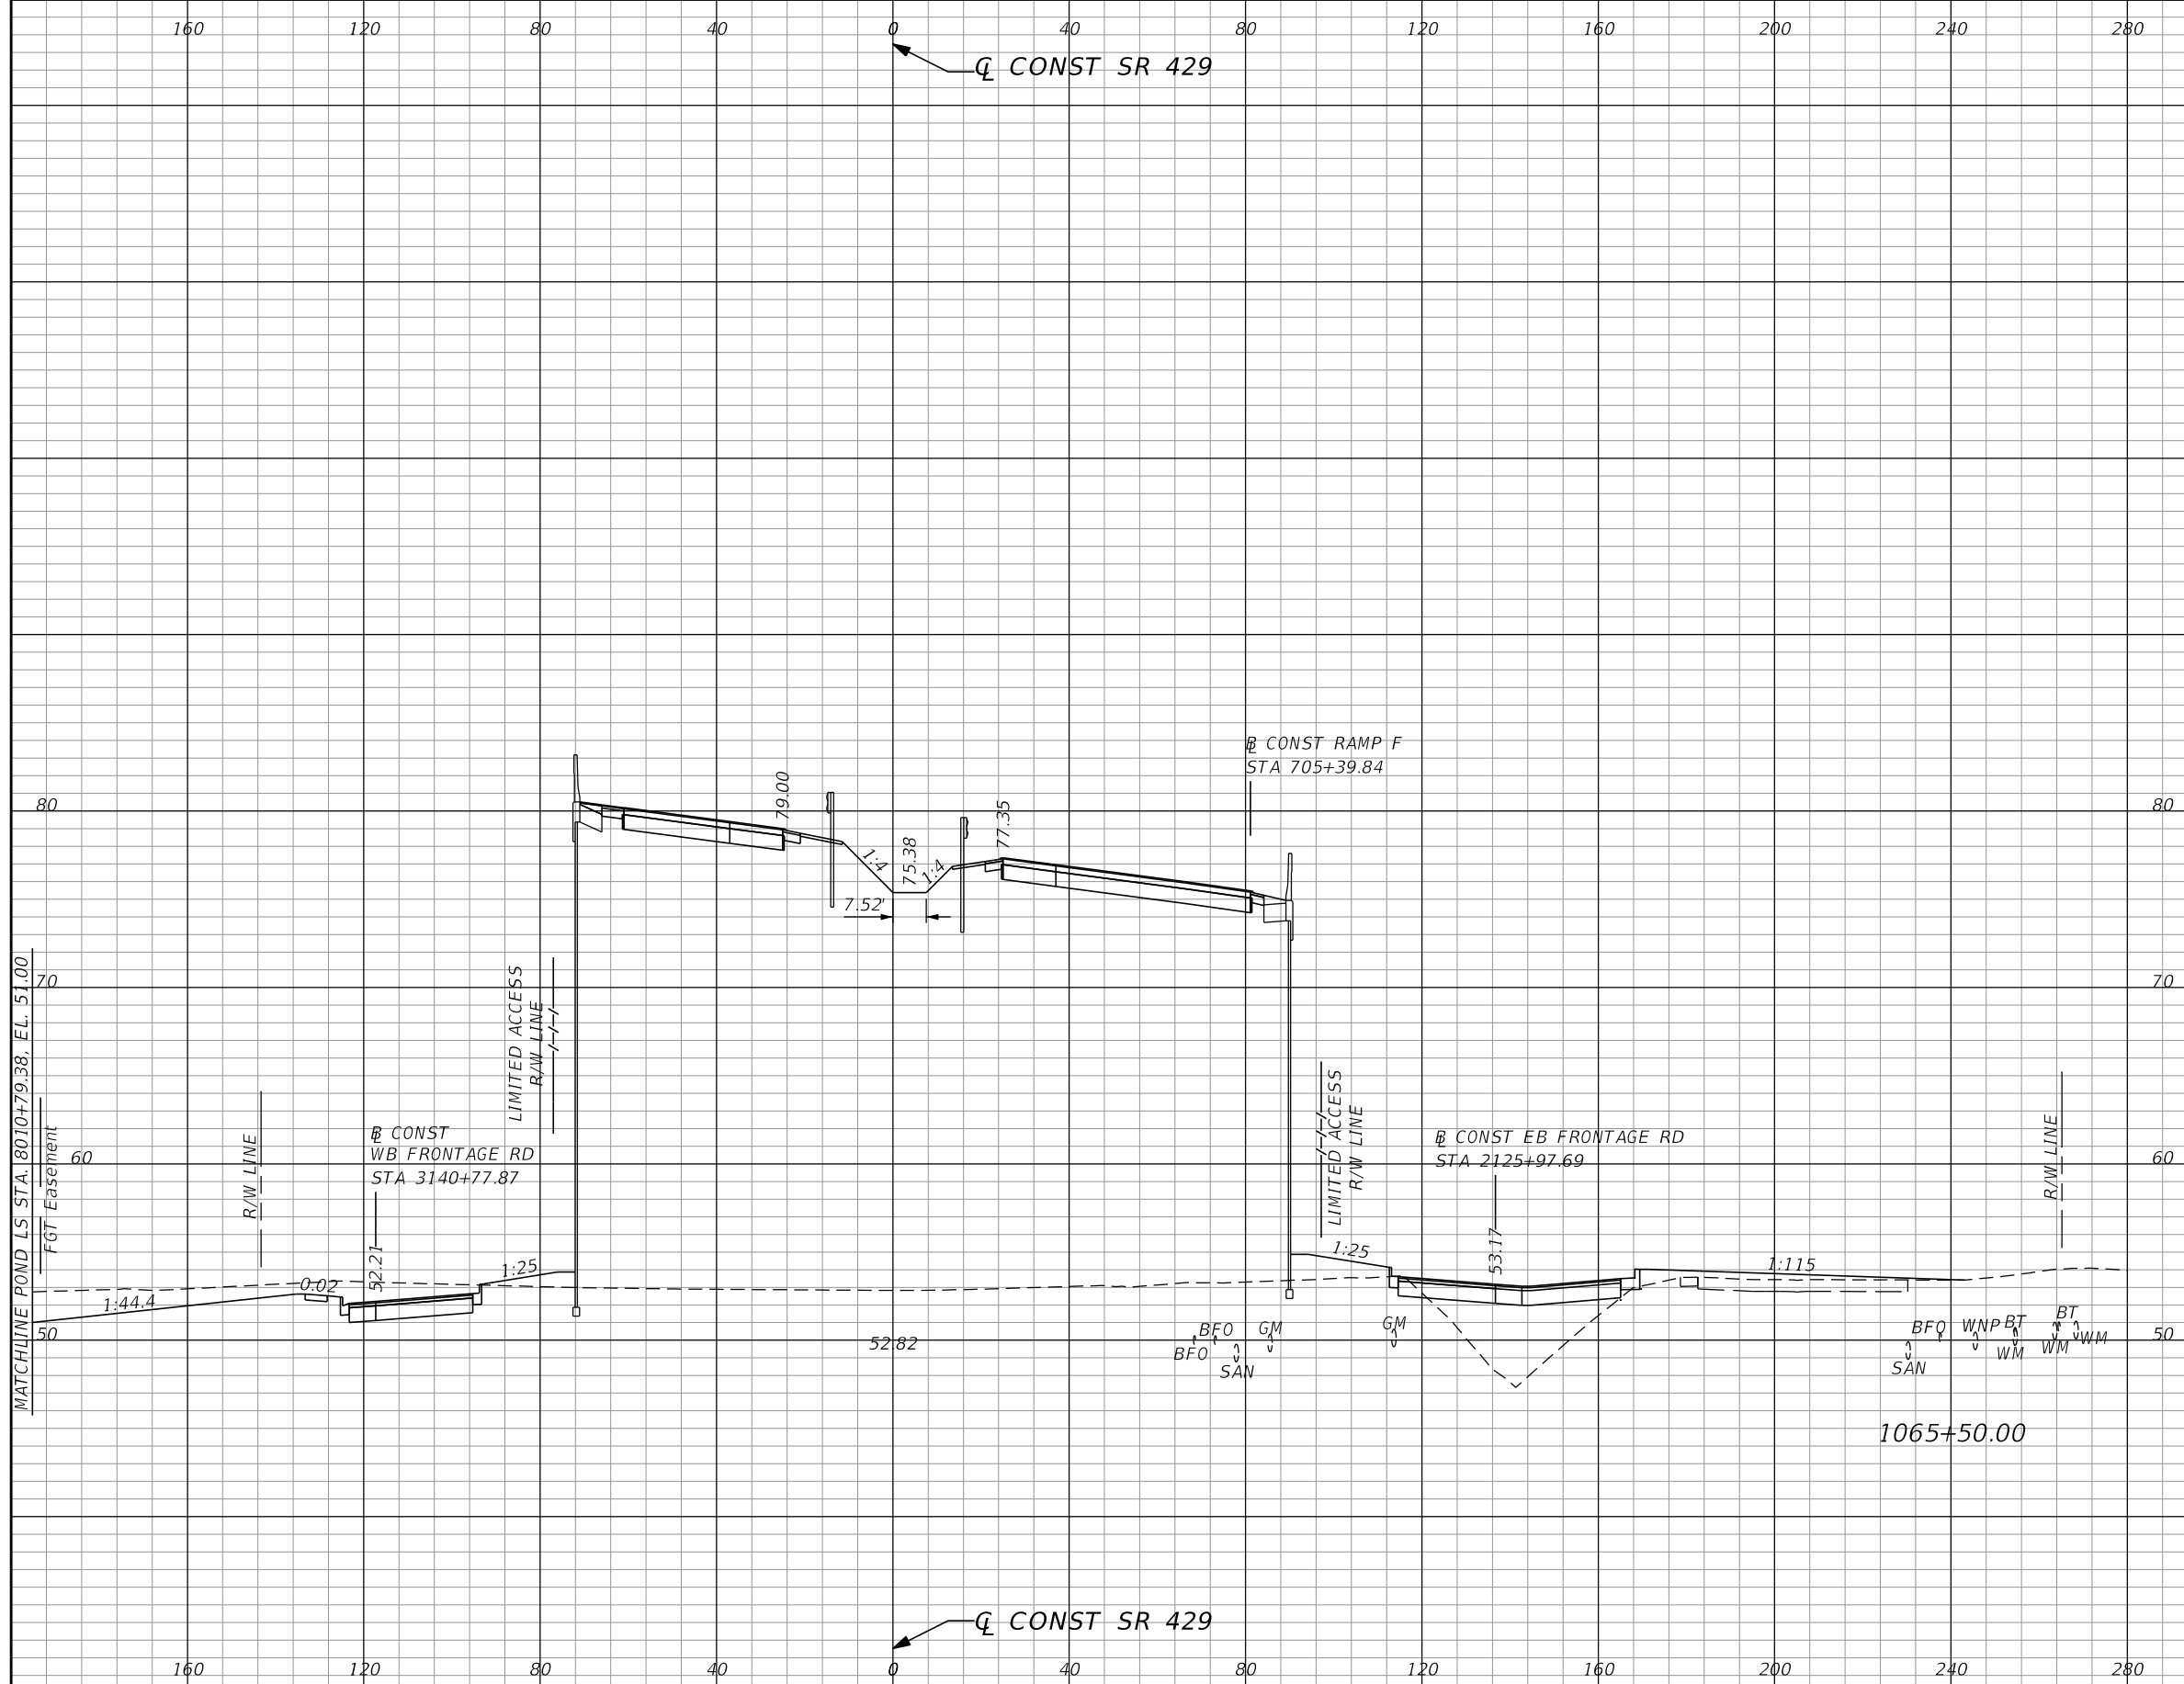 160 120 80 40 0 40 80 120 160 200 240 280
℄ CONST SR 429
℄ CONST RAMP F
STA 705+39.84
80
79.00
77.35
80
1:4
75.38
1:4
7.52'
70
70
MATCHLINE POND LS STA. 8010+79.38, EL. 51.00
FGT Easement
60
R/W LINE
LIMITED ACCESS
R/W LINE
BL CONST
WB FRONTAGE RD
STA 3140+77.87
52.21
LIMITED ACCESS
R/W LINE
BL CONST EB FRONTAGE RD
STA 2125+97.69
53.17
R/W LINE
60
1:44.4
0.02
1:25
1:25
1:115
50
52.82
BFO
BFO
SAN
GM
GM
BFO
SAN
WNP
BT
WM
BT
WM
WM
50
1065+50.00
℄ CONST SR 429
160 120 80 40 0 40 80 120 160 200 240 280